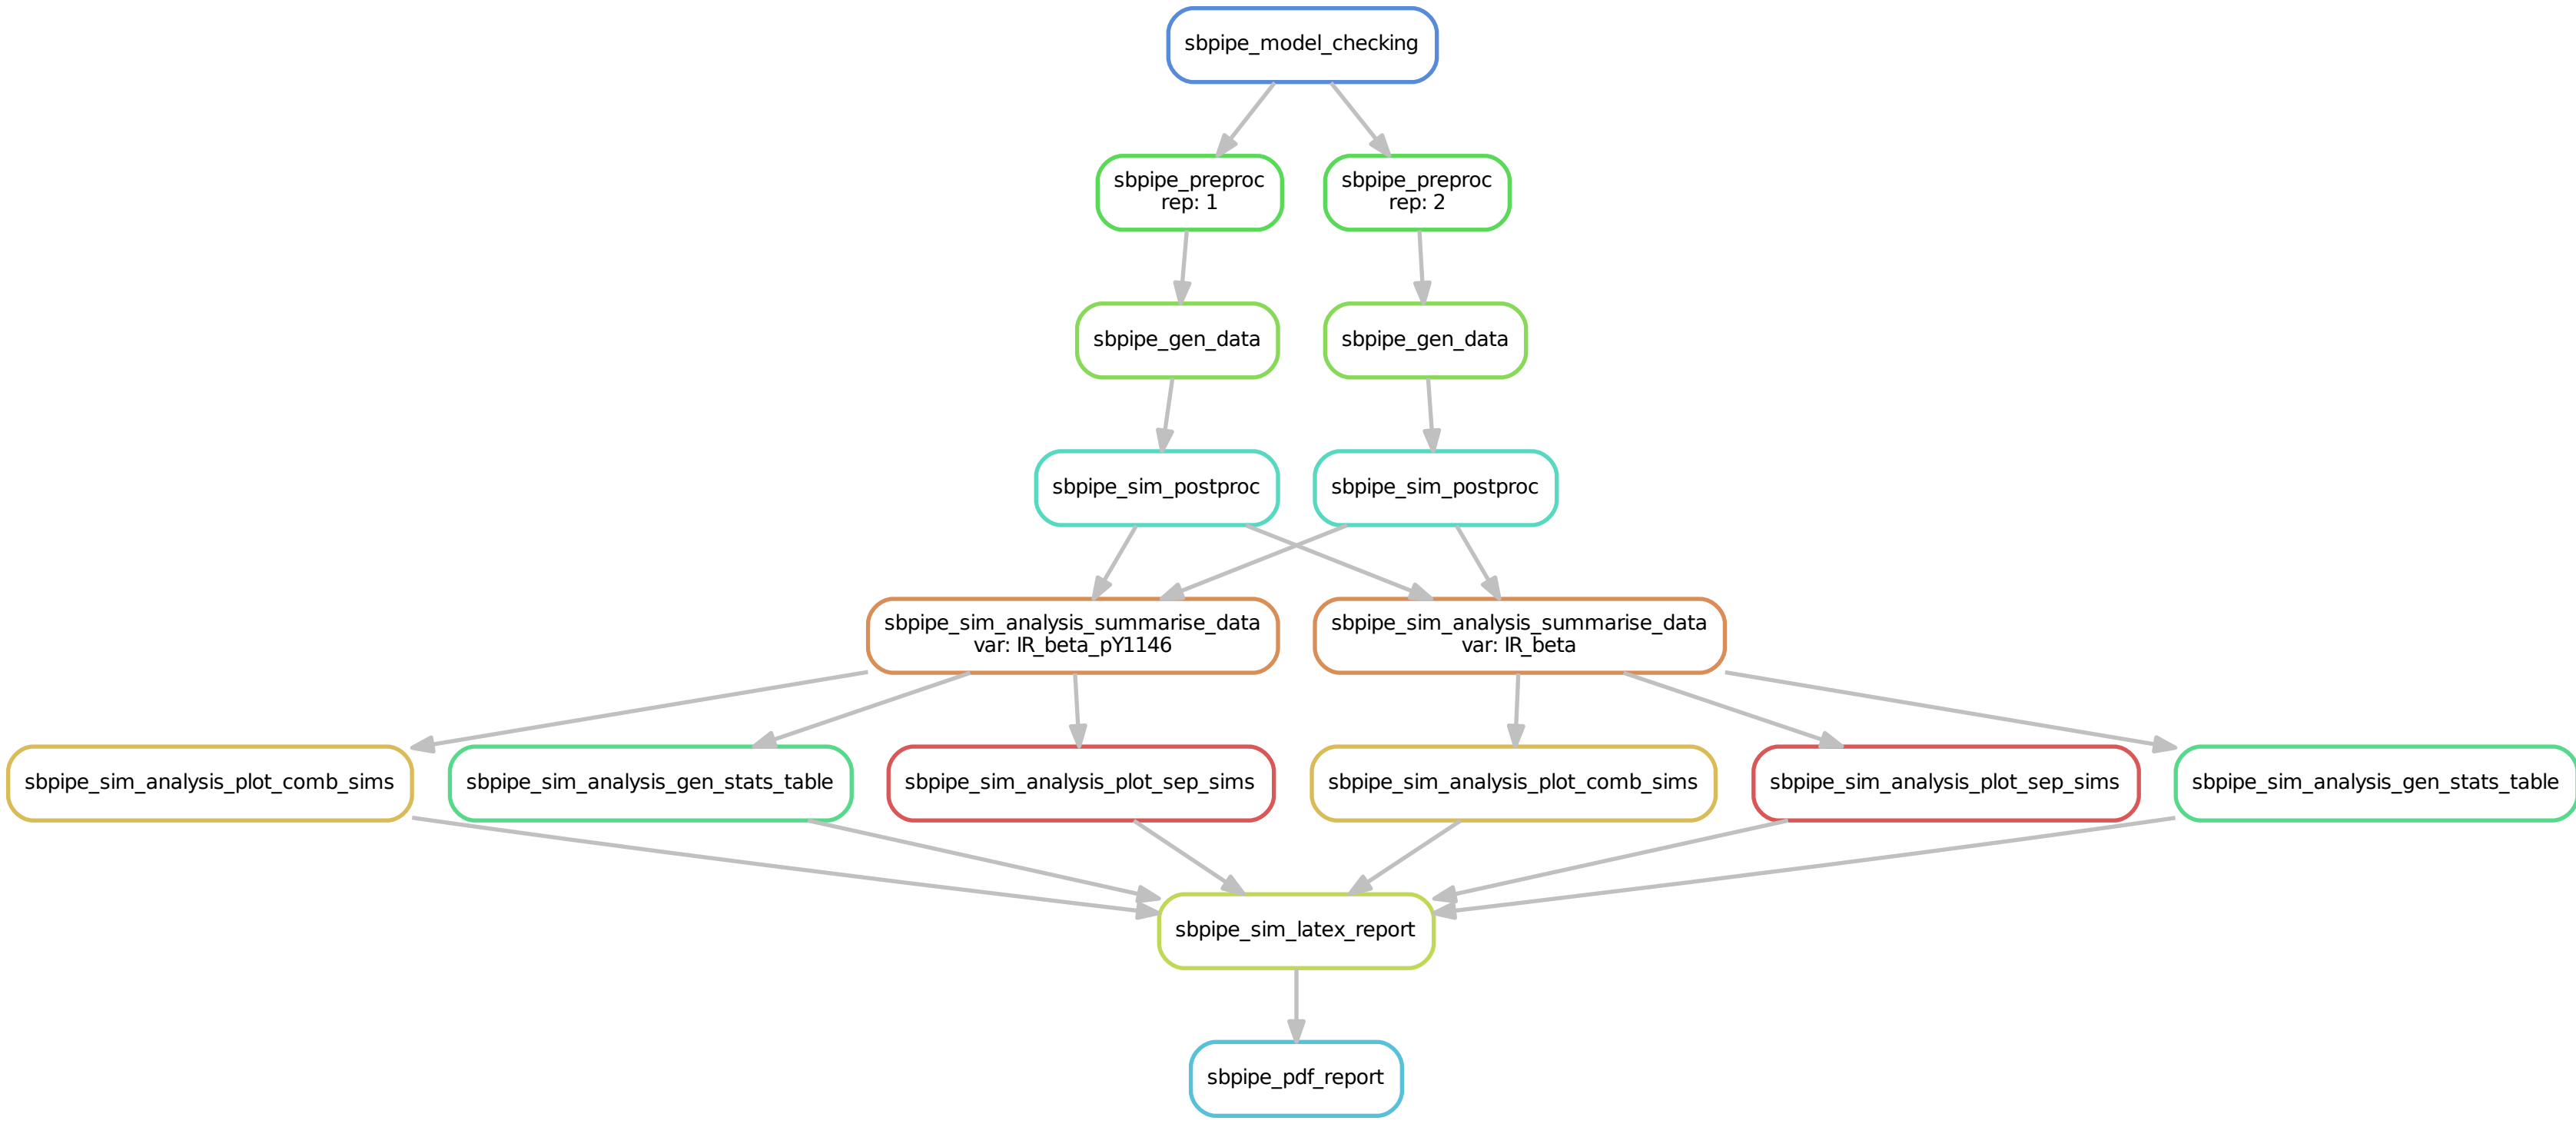 sbpipe_model_checking
sbpipe_preproc
rep: 1
sbpipe_preproc
rep: 2
sbpipe_gen_data
sbpipe_gen_data
sbpipe_sim_postproc
sbpipe_sim_postproc
sbpipe_sim_analysis_summarise_data
var: IR_beta_pY1146
sbpipe_sim_analysis_summarise_data
var: IR_beta
sbpipe_sim_analysis_plot_comb_sims
sbpipe_sim_analysis_gen_stats_table
sbpipe_sim_analysis_plot_sep_sims
sbpipe_sim_analysis_plot_comb_sims
sbpipe_sim_analysis_plot_sep_sims
sbpipe_sim_analysis_gen_stats_table
sbpipe_sim_latex_report
sbpipe_pdf_report